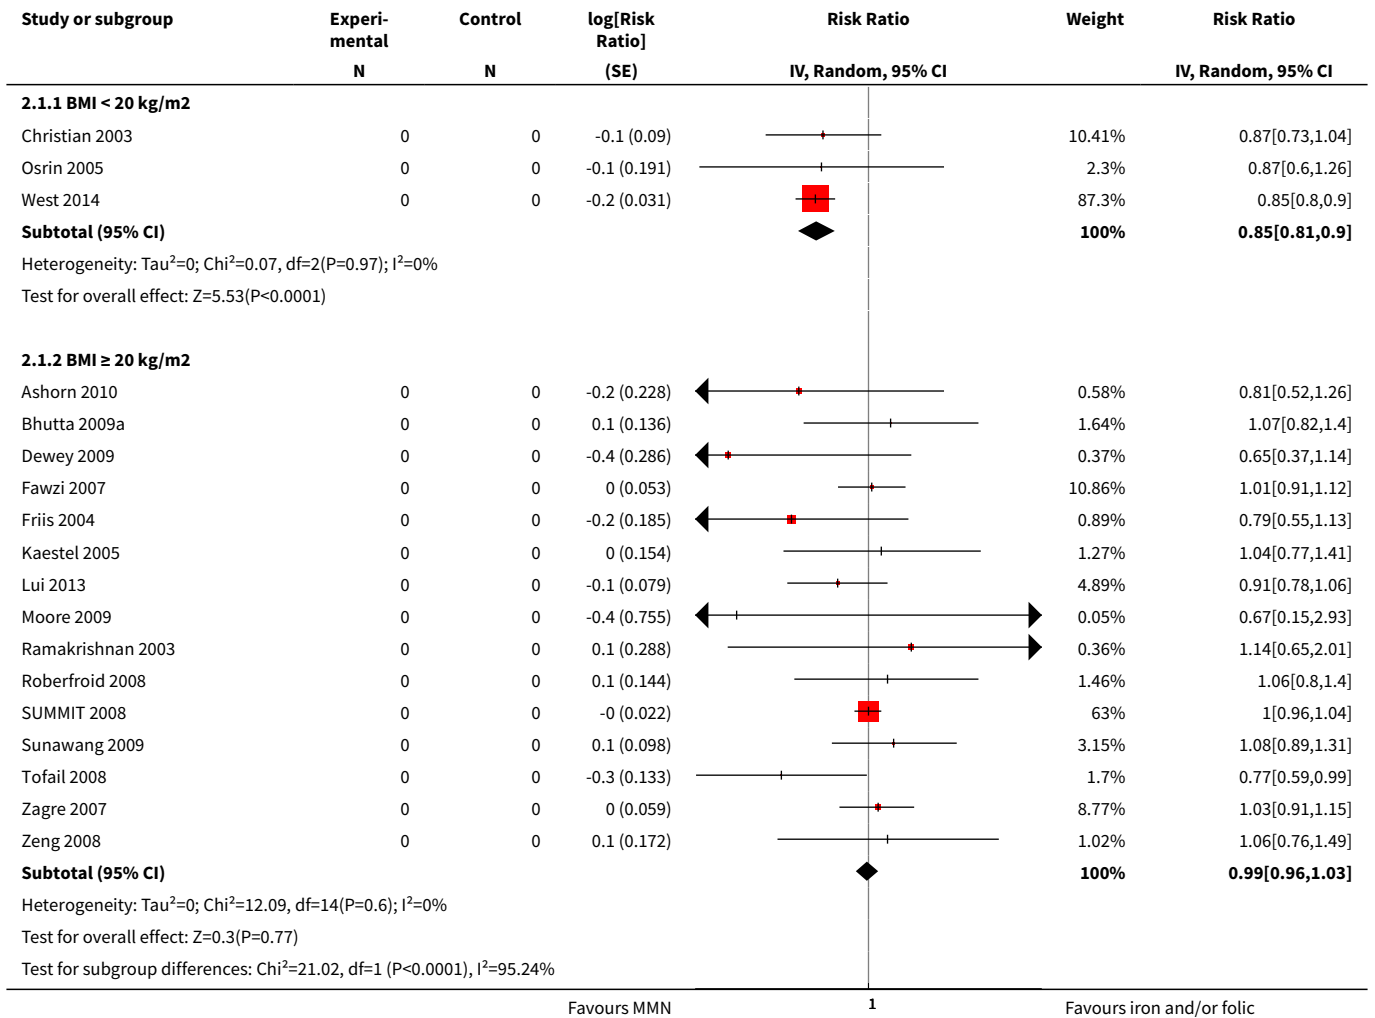 Study or subgroup Experi- Control log[Risk Risk Ratio Weight Risk Ratio
mental Ratio]
N N (SE) IV, Random, 95% CI IV, Random, 95% CI
2.1.1 BMI < 20 kg/m2
Christian 2003 0 0 -0.1 (0.09) 10.41% 0.87[0.73,1.04]
Osrin 2005 0 0 -0.1 (0.191) 2.3% 0.87[0.6,1.26]
West 2014 0 0 -0.2 (0.031) 87.3% 0.85[0.8,0.9]
Subtotal (95% CI) 100% 0.85[0.81,0.9]
Heterogeneity: Tau²=0; Chi²=0.07, df=2(P=0.97); I²=0%
Test for overall effect: Z=5.53(P<0.0001)
2.1.2 BMI ≥ 20 kg/m2
Ashorn 2010 0 0 -0.2 (0.228) 0.58% 0.81[0.52,1.26]
Bhutta 2009a 0 0 0.1 (0.136) 1.64% 1.07[0.82,1.4]
Dewey 2009 0 0 -0.4 (0.286) 0.37% 0.65[0.37,1.14]
Fawzi 2007 0 0 0 (0.053) 10.86% 1.01[0.91,1.12]
Friis 2004 0 0 -0.2 (0.185) 0.89% 0.79[0.55,1.13]
Kaestel 2005 0 0 0 (0.154) 1.27% 1.04[0.77,1.41]
Lui 2013 0 0 -0.1 (0.079) 4.89% 0.91[0.78,1.06]
Moore 2009 0 0 -0.4 (0.755) 0.05% 0.67[0.15,2.93]
Ramakrishnan 2003 0 0 0.1 (0.288) 0.36% 1.14[0.65,2.01]
Roberfroid 2008 0 0 0.1 (0.144) 1.46% 1.06[0.8,1.4]
SUMMIT 2008 0 0 -0 (0.022) 63% 1[0.96,1.04]
Sunawang 2009 0 0 0.1 (0.098) 3.15% 1.08[0.89,1.31]
Tofail 2008 0 0 -0.3 (0.133) 1.7% 0.77[0.59,0.99]
Zagre 2007 0 0 0 (0.059) 8.77% 1.03[0.91,1.15]
Zeng 2008 0 0 0.1 (0.172) 1.02% 1.06[0.76,1.49]
Subtotal (95% CI) 100% 0.99[0.96,1.03]
Heterogeneity: Tau²=0; Chi²=12.09, df=14(P=0.6); I²=0%
Test for overall effect: Z=0.3(P=0.77)
Test for subgroup differences: Chi²=21.02, df=1 (P<0.0001), I²=95.24%
Favours MMN 1 Favours iron and/or folic